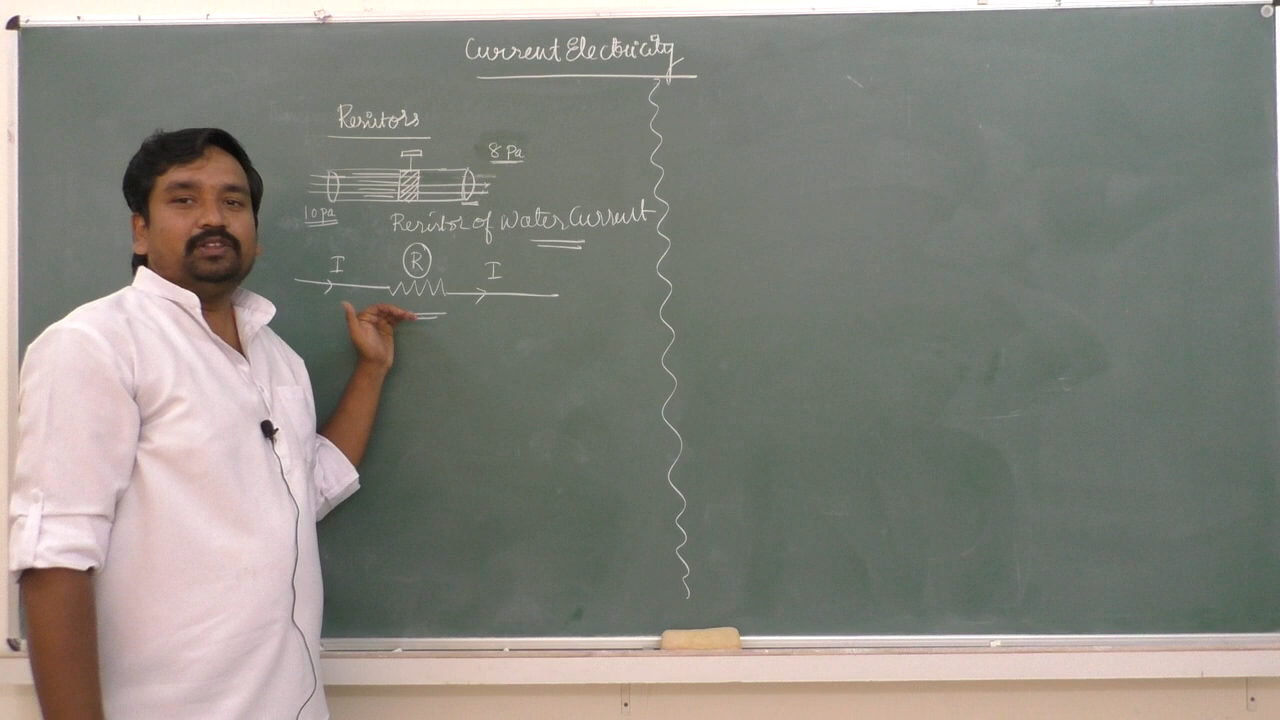 Current Electricity
Resistors
8 Pa
10 Pa
Resistor of Water Current
I R I